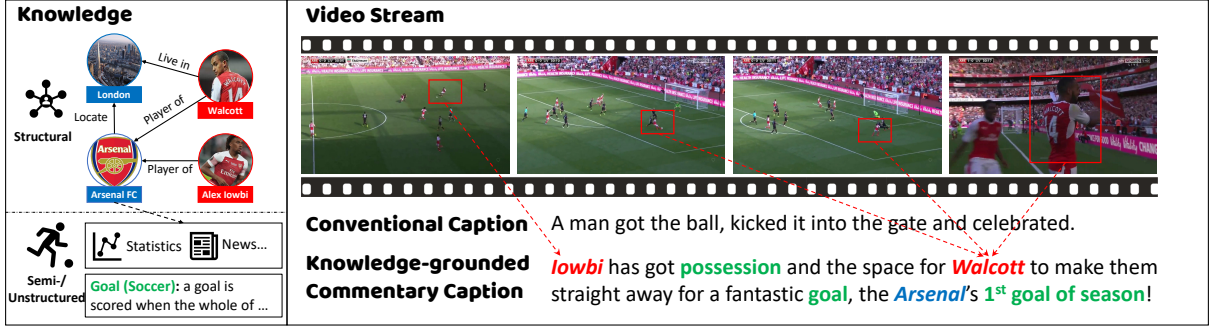 Knowledge
Live in
London
Walcott
Locate
Player of
Structural
Arsenal
Player of
Arsenal FC
Alex Iowbi
Statistics
News...
Semi-/
Unstructured
Goal (Soccer): a goal is
scored when the whole of ...
Video Stream
WALCOTT
14
Conventional Caption
A man got the ball, kicked it into the gate and celebrated.
Knowledge-grounded
Commentary Caption
Iowbi has got possession and the space for Walcott to make them
straight away for a fantastic goal, the Arsenal's 1st goal of season!